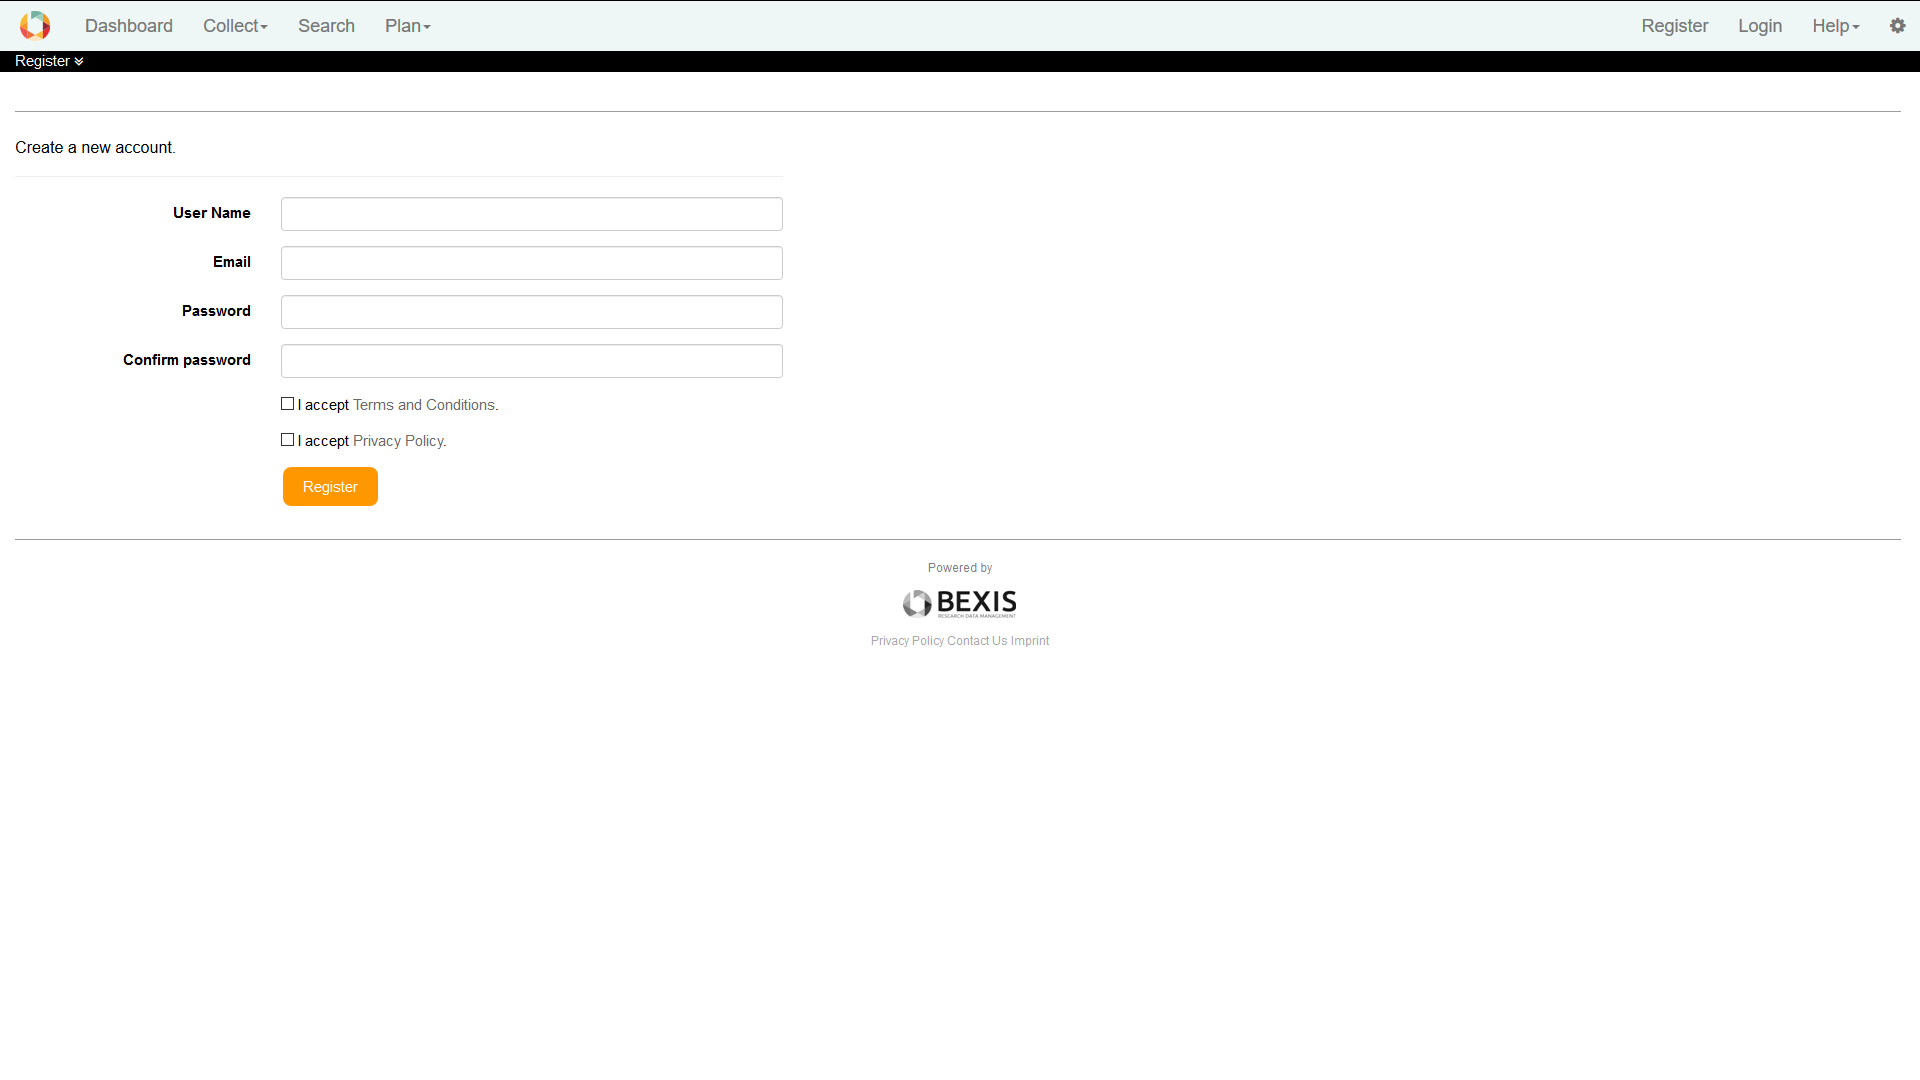 Dashboard Collect Search Plan Register Login Help
Register
Create a new account.
User Name
Email
Password
Confirm password
I accept Terms and Conditions.
I accept Privacy Policy.
Register
Powered by
BEXIS
RESEARCH DATA MANAGEMENT
Privacy Policy Contact Us Imprint